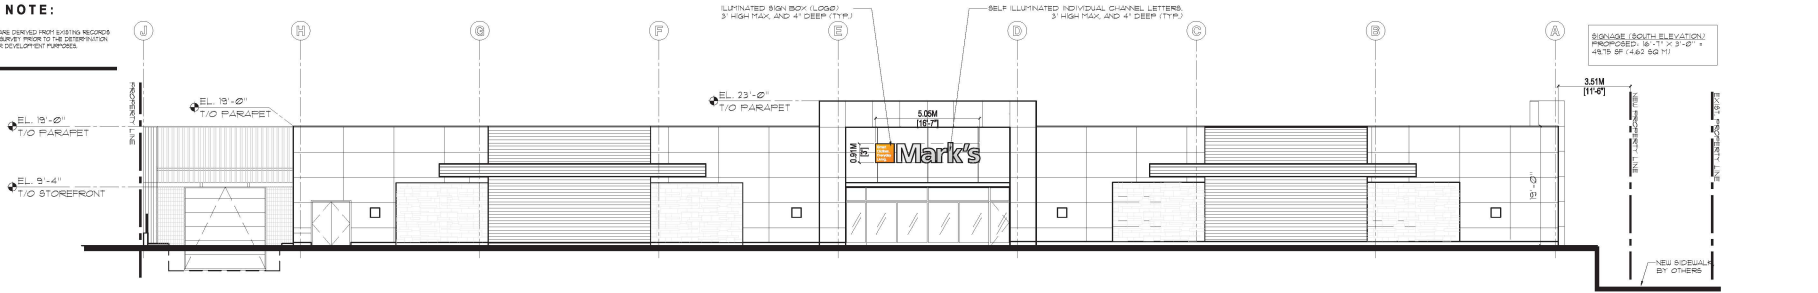 NOTE:
ARE DERIVED FROM EXISTING RECORDS
SURVEY PRIOR TO THE DETERMINATION
DEVELOPMENT PURPOSES.
ILUMINATED SIGN BOX (LOGO)
3' HIGH MAX, AND 4" DEEP (TYP.)
SELF ILLUMINATED INDIVIDUAL CHANNEL LETTERS.
3' HIGH MAX, AND 4" DEEP (TYP.)
J
H
G
F
E
D
C
B
A
SIGNAGE (SOUTH ELEVATION)
PROPOSED: 16'-7" X 3'-0" =
49.75 SF (4.62 SQ M)
3.51M
[11'-6"]
PROPERTY LINE
EL. 19'-0"
T/O PARAPET
EL. 19'-0"
T/O PARAPET
EL. 23'-0"
T/O PARAPET
5.05M
[16'-7"]
0.91M
[3']
Mark's
EL. 9'-4"
T/O STOREFRONT
NEW PROPERTY LINE
EXIST. PROPERTY LINE
NEW SIDEWALK
BY OTHERS